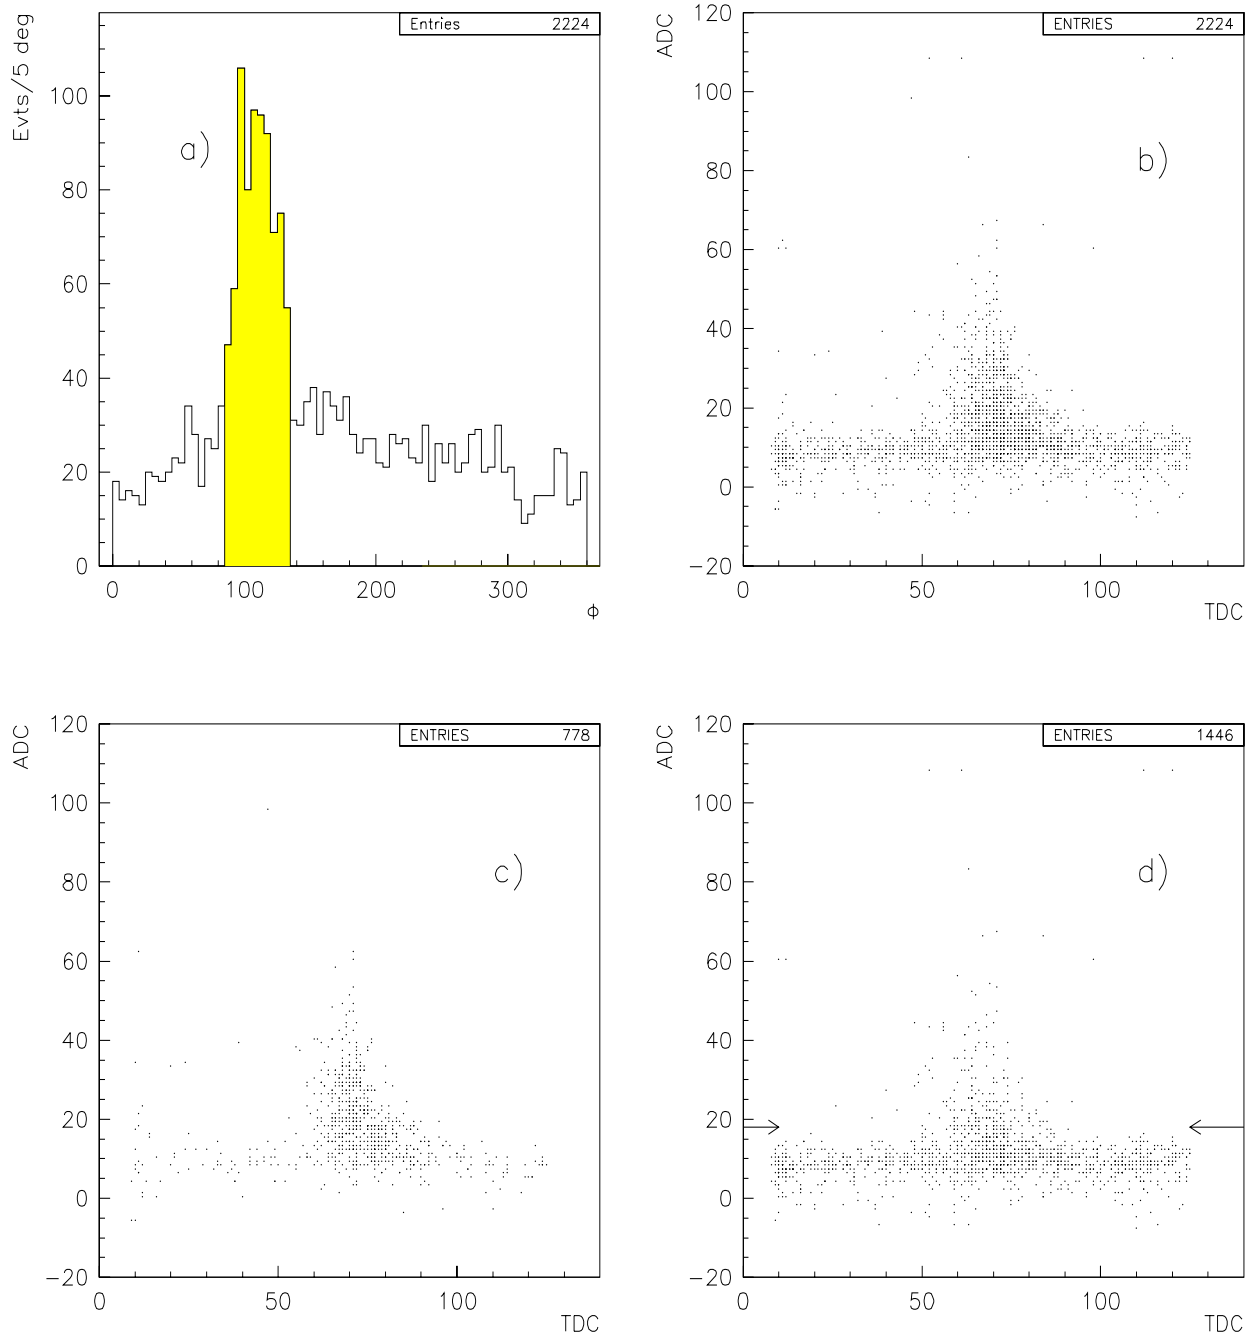 Entries 2224
Evts/5 deg
a)
100
80
60
40
20
0
0 100 200 300
ϕ
ENTRIES 2224
ADC
b)
120
100
80
60
40
20
0
−20
0 50 100
TDC
ENTRIES 778
ADC
c)
120
100
80
60
40
20
0
−20
0 50 100
TDC
ENTRIES 1446
ADC
d)
120
100
80
60
40
20
0
−20
0 50 100
TDC